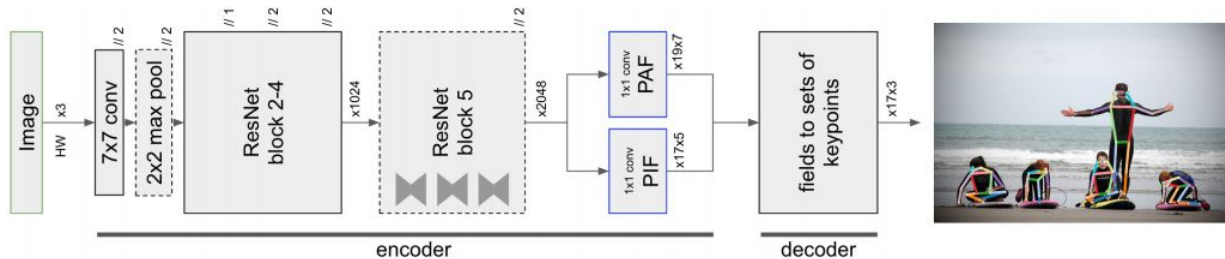 Image
HW
x3
7x7 conv
// 2
2x2 max pool
// 2
ResNet
block 2-4
// 1
// 2
// 2
x1024
ResNet
block 5
// 2
x2048
1x1 conv
PAF
x19x7
1x1 conv
PIF
x17x5
fields to sets of
keypoints
x17x3
encoder
decoder